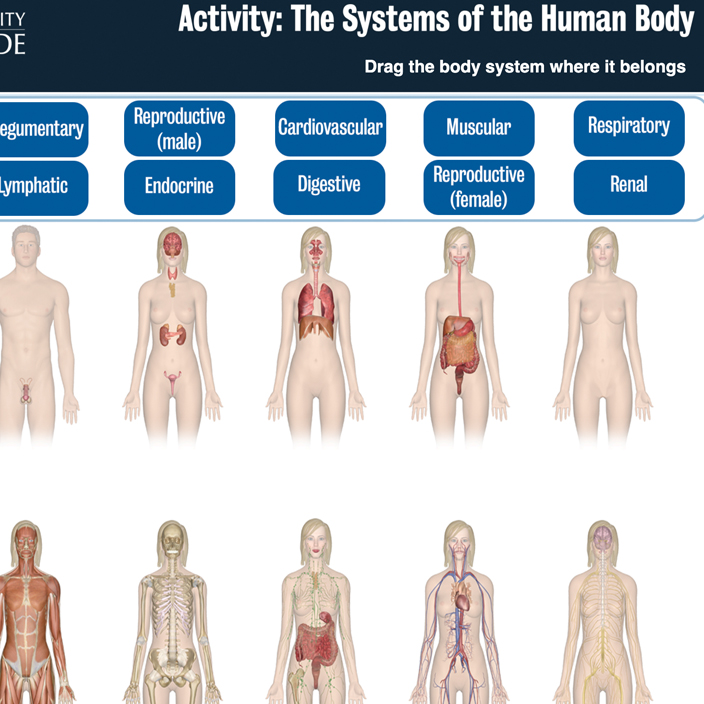 ITY
DE
Activity: The Systems of the Human Body
Drag the body system where it belongs
egumentary
Reproductive
(male)
Cardiovascular
Muscular
Respiratory
Lymphatic
Endocrine
Digestive
Reproductive
(female)
Renal